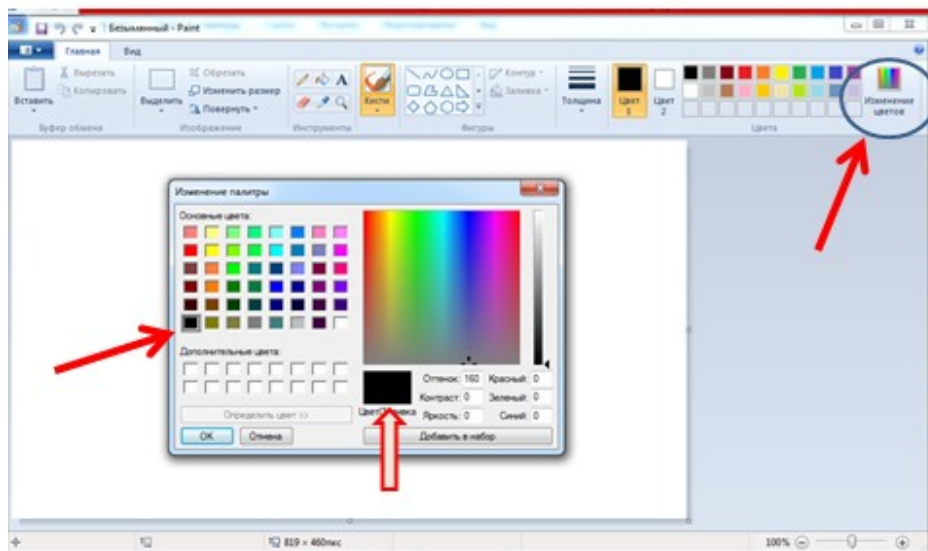 Безыменный - Paint
Главная Вид
Вставить
Вырезать
Копировать
Буфер обмена
Выделить
Обрезать
Изменить размер
Повернуть
Изображение
A
Инструменты
Кисти
Контур
Заливка
Фигуры
Толщина
Цвет 1
Цвет 2
Цвета
Изменение цветов
Изменение палитры
Основные цвета:
Дополнительные цвета:
Определить цвет >>
ОК Отмена
Цвет|Заливка
Оттенок: 160 Красный: 0
Контраст: 0 Зеленый: 0
Яркость: 0 Синий: 0
Добавить в набор
819 × 460пкс
100%